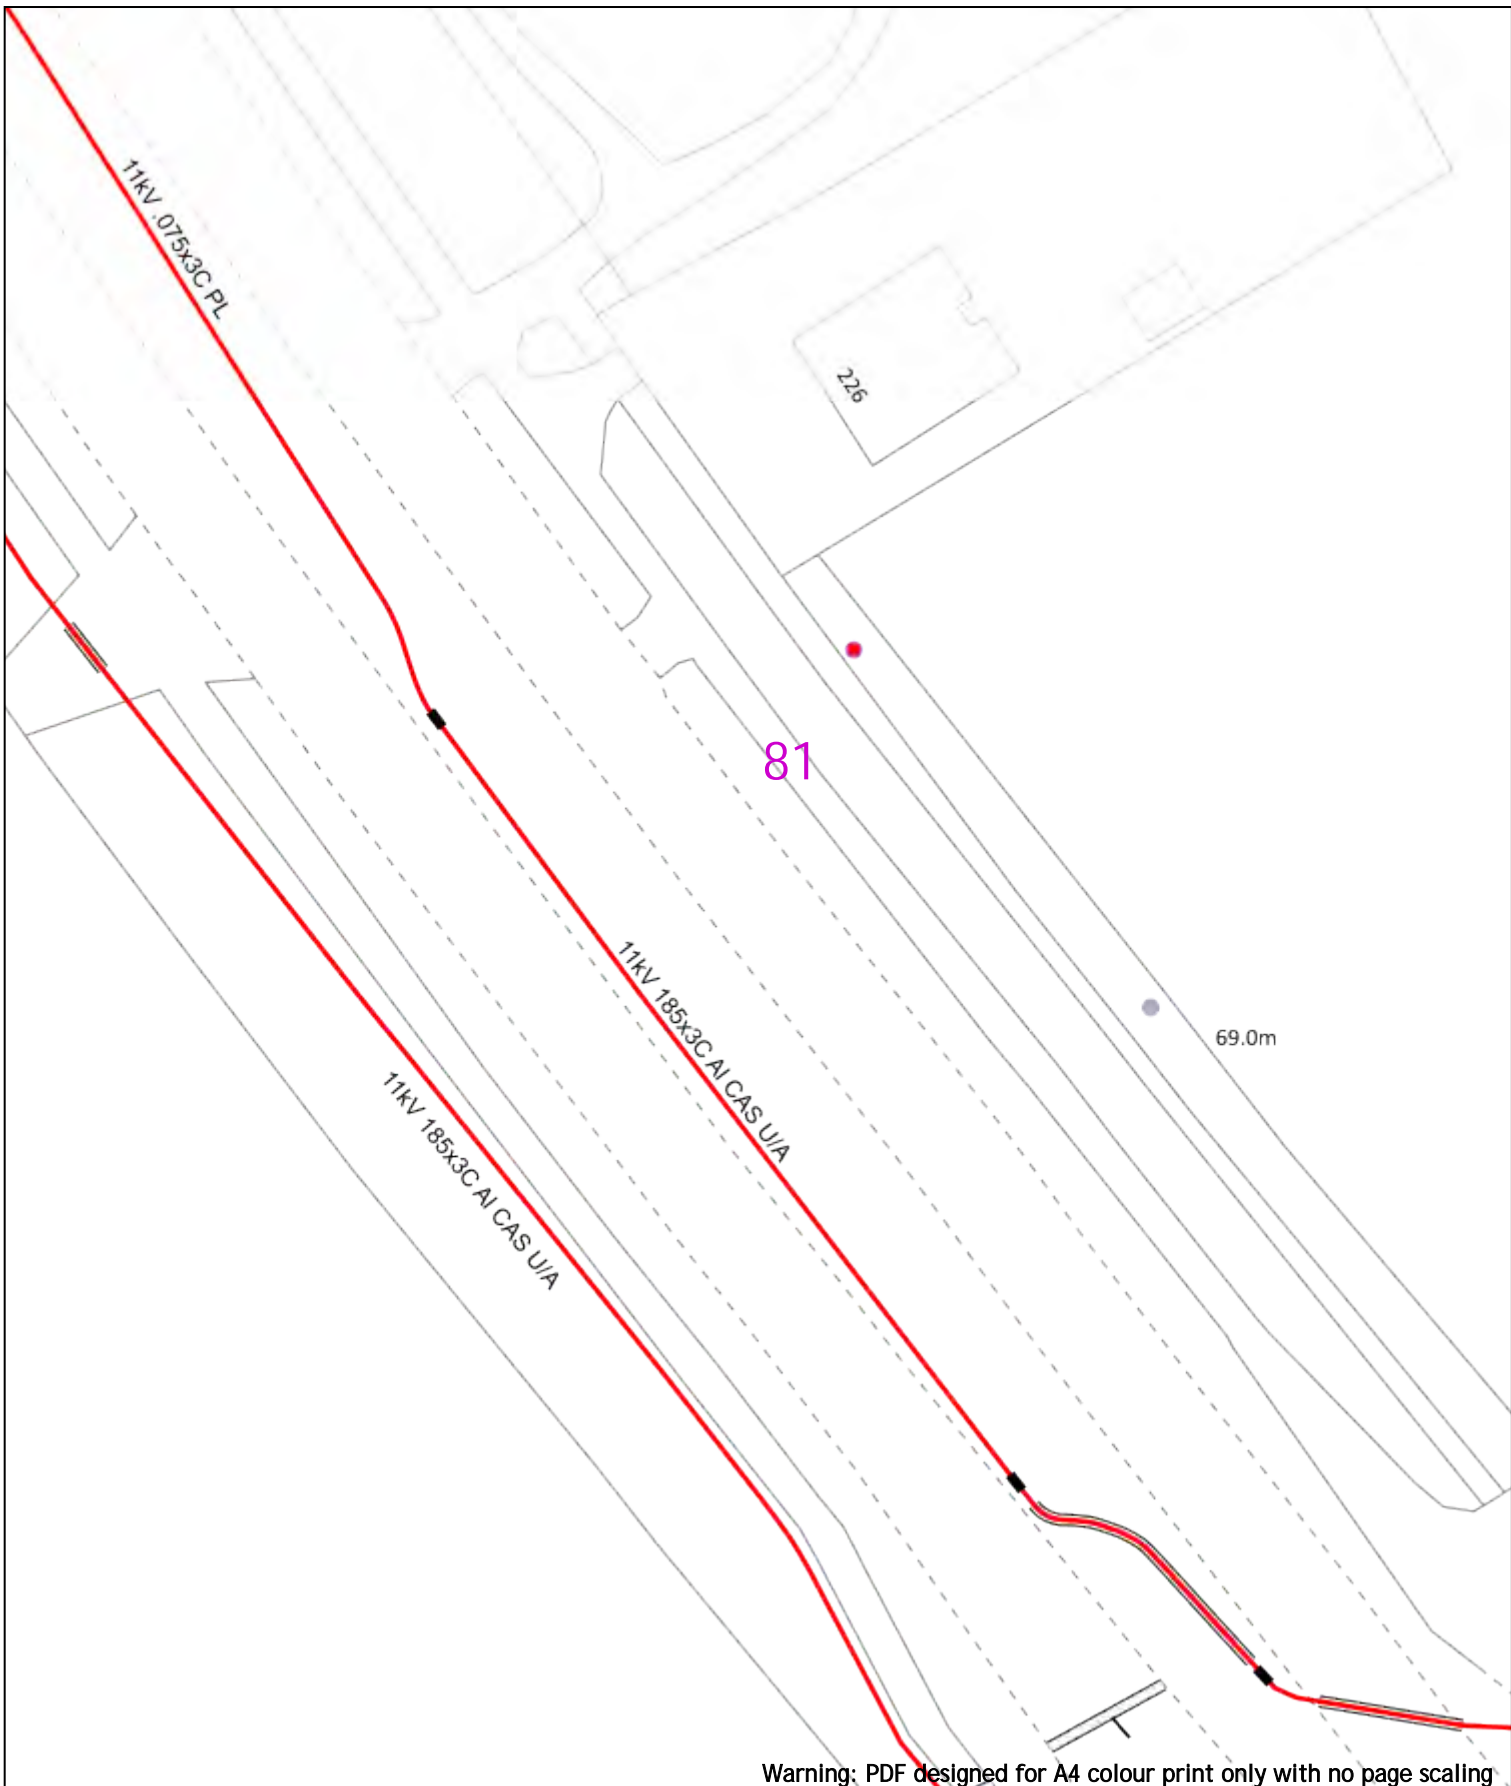 11kV .075x3C PL
226
81
11kV 185x3C Al CAS U/A
69.0m
11kV 185x3C Al CAS U/A
Warning: PDF designed for A4 colour print only with no page scaling